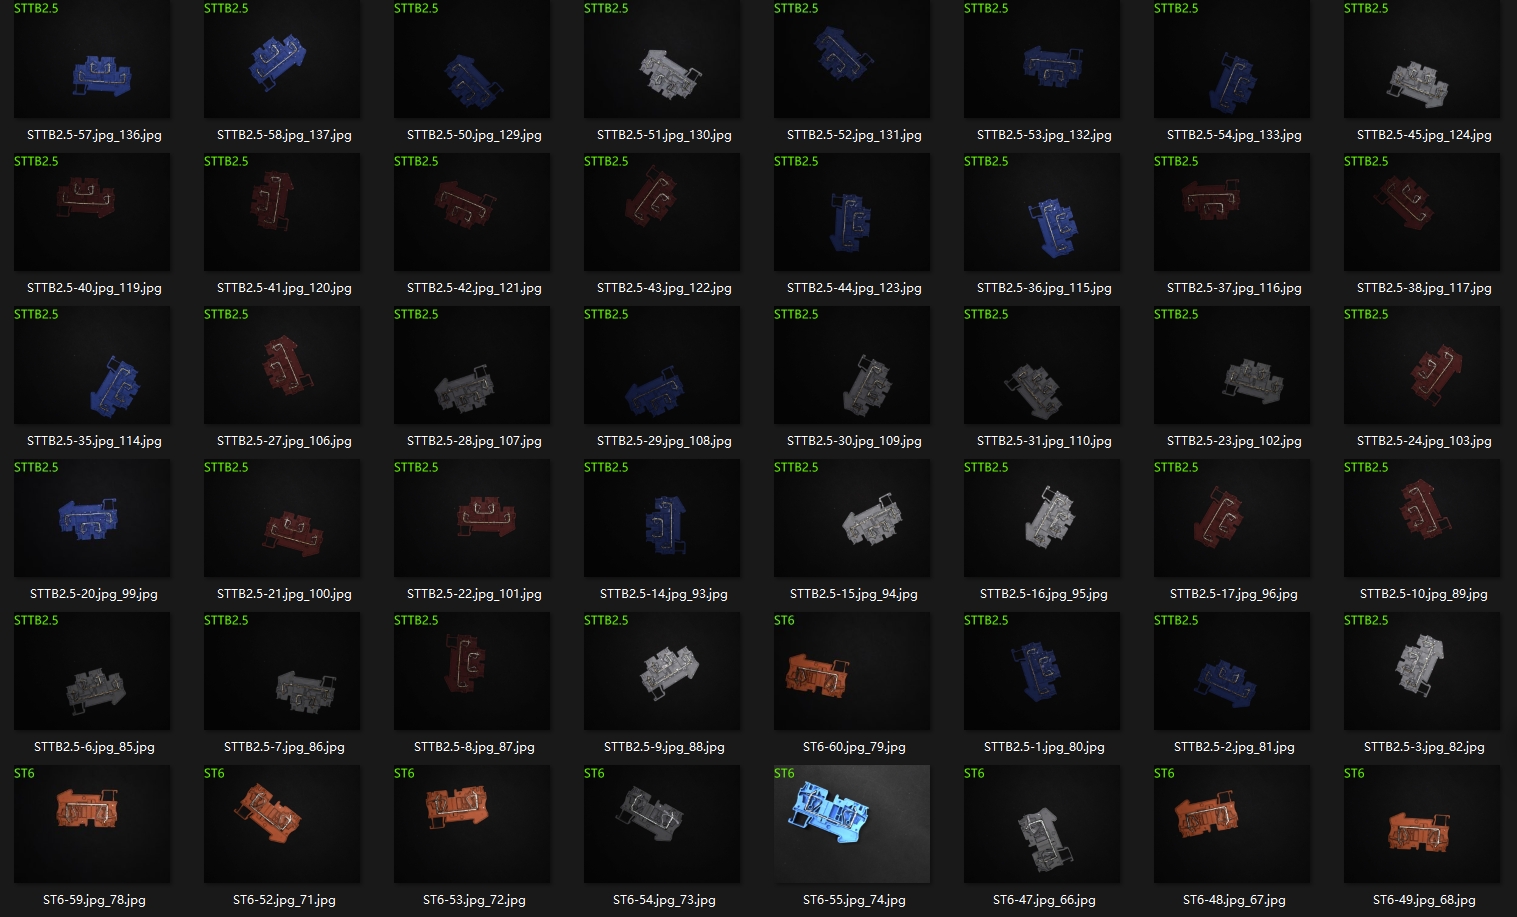 STTB2.5 STTB2.5 STTB2.5 STTB2.5 STTB2.5 STTB2.5 STTB2.5 STTB2.5
STTB2.5-57.jpg_136.jpg STTB2.5-58.jpg_137.jpg STTB2.5-50.jpg_129.jpg STTB2.5-51.jpg_130.jpg STTB2.5-52.jpg_131.jpg STTB2.5-53.jpg_132.jpg STTB2.5-54.jpg_133.jpg STTB2.5-45.jpg_124.jpg
STTB2.5 STTB2.5 STTB2.5 STTB2.5 STTB2.5 STTB2.5 STTB2.5 STTB2.5
STTB2.5-40.jpg_119.jpg STTB2.5-41.jpg_120.jpg STTB2.5-42.jpg_121.jpg STTB2.5-43.jpg_122.jpg STTB2.5-44.jpg_123.jpg STTB2.5-36.jpg_115.jpg STTB2.5-37.jpg_116.jpg STTB2.5-38.jpg_117.jpg
STTB2.5 STTB2.5 STTB2.5 STTB2.5 STTB2.5 STTB2.5 STTB2.5 STTB2.5
STTB2.5-35.jpg_114.jpg STTB2.5-27.jpg_106.jpg STTB2.5-28.jpg_107.jpg STTB2.5-29.jpg_108.jpg STTB2.5-30.jpg_109.jpg STTB2.5-31.jpg_110.jpg STTB2.5-23.jpg_102.jpg STTB2.5-24.jpg_103.jpg
STTB2.5 STTB2.5 STTB2.5 STTB2.5 STTB2.5 STTB2.5 STTB2.5 STTB2.5
STTB2.5-20.jpg_99.jpg STTB2.5-21.jpg_100.jpg STTB2.5-22.jpg_101.jpg STTB2.5-14.jpg_93.jpg STTB2.5-15.jpg_94.jpg STTB2.5-16.jpg_95.jpg STTB2.5-17.jpg_96.jpg STTB2.5-10.jpg_89.jpg
STTB2.5 STTB2.5 STTB2.5 STTB2.5 ST6 STTB2.5 STTB2.5 STTB2.5
STTB2.5-6.jpg_85.jpg STTB2.5-7.jpg_86.jpg STTB2.5-8.jpg_87.jpg STTB2.5-9.jpg_88.jpg ST6-60.jpg_79.jpg STTB2.5-1.jpg_80.jpg STTB2.5-2.jpg_81.jpg STTB2.5-3.jpg_82.jpg
ST6 ST6 ST6 ST6 ST6 ST6 ST6 ST6
ST6-59.jpg_78.jpg ST6-52.jpg_71.jpg ST6-53.jpg_72.jpg ST6-54.jpg_73.jpg ST6-55.jpg_74.jpg ST6-47.jpg_66.jpg ST6-48.jpg_67.jpg ST6-49.jpg_68.jpg